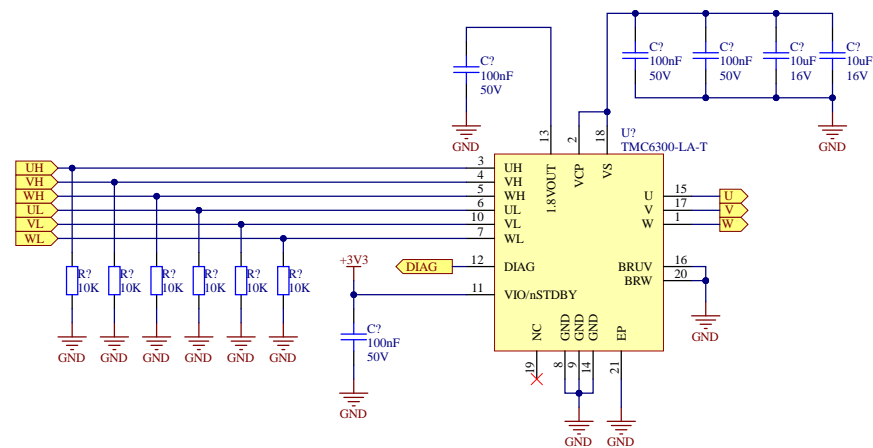 C?
100nF
50V
GND
C?
100nF
50V
C?
100nF
50V
C?
10uF
16V
C?
10uF
16V
GND
13
2
18
U?
TMC6300-LA-T
1.8VOUT
VCP
VS
UH
3
UH
VH
4
VH
WH
5
WH
UL
6
UL
VL
10
VL
WL
7
WL
U
15
U
V
17
V
W
1
W
DIAG
12
DIAG
+3V3
11
VIO/nSTDBY
BRUV
16
BRW
20
GND
R?
10K
R?
10K
R?
10K
R?
10K
R?
10K
R?
10K
GND
GND
GND
GND
GND
GND
C?
100nF
50V
GND
NC
GND
GND
GND
EP
19
8
9
14
21
GND
GND